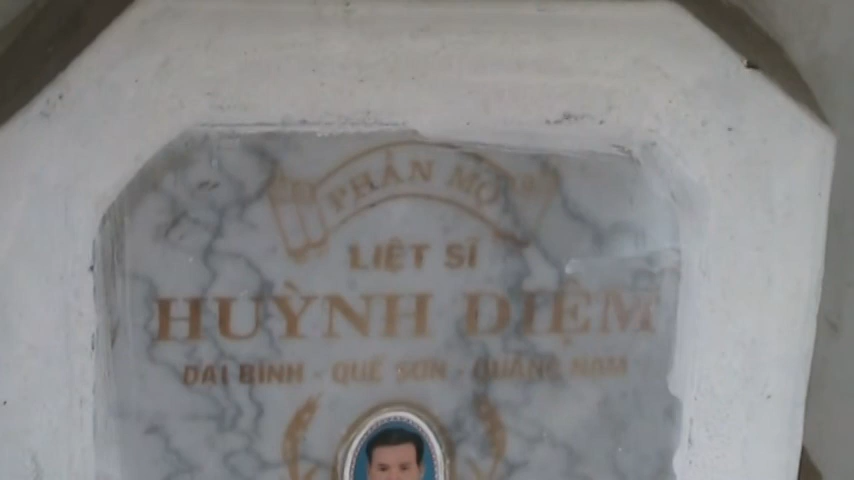 PHẦN MỘ
LIỆT SĨ
HUỲNH DIỆM
ĐẠI BÌNH - QUẾ SƠN - QUẢNG NAM